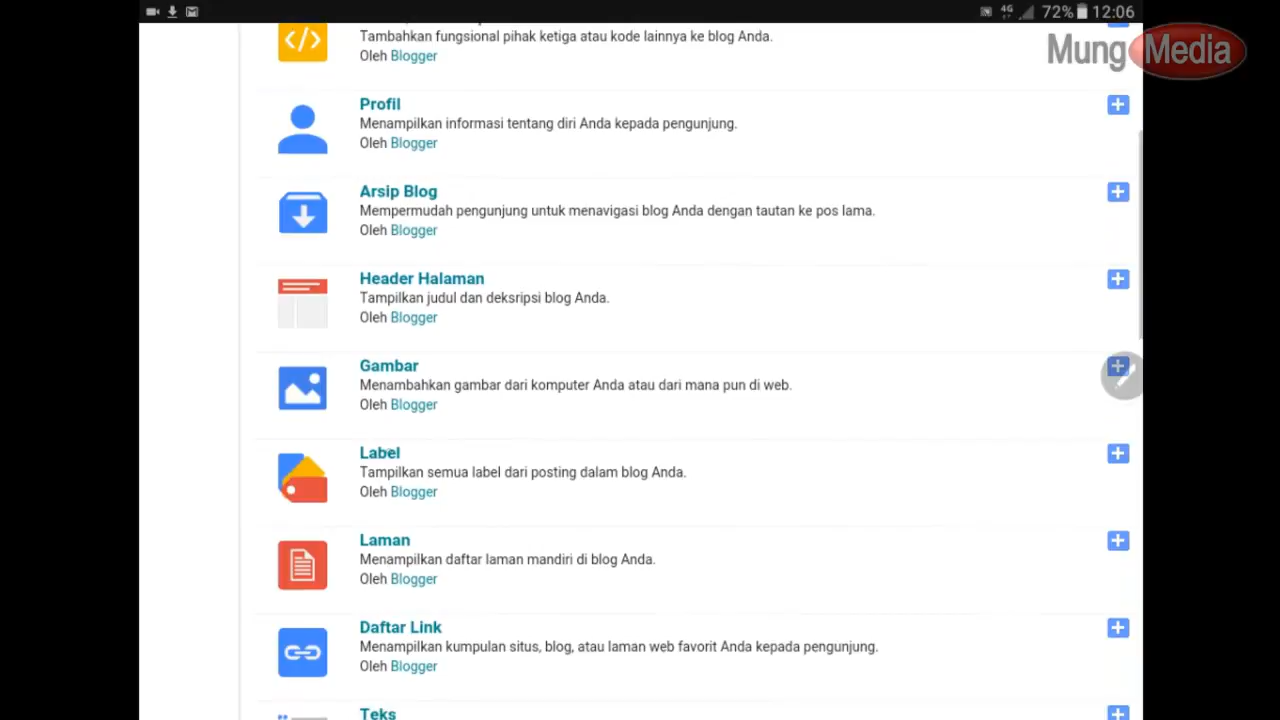 4G 72% 12:06
Mung Media
Tambahkan fungsional pihak ketiga atau kode lainnya ke blog Anda.
Oleh Blogger
Profil
Menampilkan informasi tentang diri Anda kepada pengunjung.
Oleh Blogger
Arsip Blog
Mempermudah pengunjung untuk menavigasi blog Anda dengan tautan ke pos lama.
Oleh Blogger
Header Halaman
Tampilkan judul dan deksripsi blog Anda.
Oleh Blogger
Gambar
Menambahkan gambar dari komputer Anda atau dari mana pun di web.
Oleh Blogger
Label
Tampilkan semua label dari posting dalam blog Anda.
Oleh Blogger
Laman
Menampilkan daftar laman mandiri di blog Anda.
Oleh Blogger
Daftar Link
Menampilkan kumpulan situs, blog, atau laman web favorit Anda kepada pengunjung.
Oleh Blogger
Teks